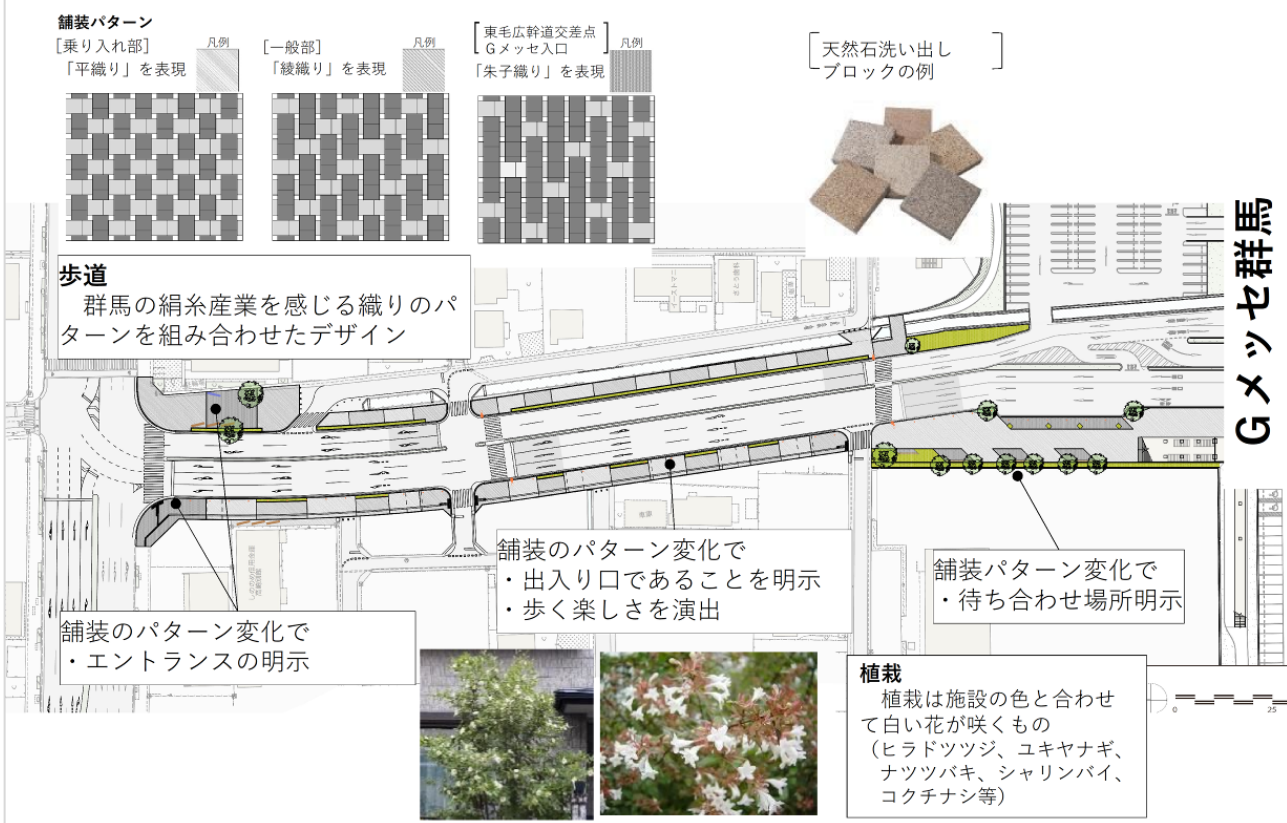 舗装パターン
[乗り入れ部]
凡例
「平織り」を表現
[一般部]
凡例
「綾織り」を表現
東毛広幹道交差点
Gメッセ入口
凡例
「朱子織り」を表現
天然石洗い出し
ブロックの例
歩道
群馬の絹糸産業を感じる織りのパ
ターンを組み合わせたデザイン
Gメッセ群馬
舗装のパターン変化で
・エントランスの明示
舗装のパターン変化で
・出入り口であることを明示
・歩く楽しさを演出
舗装パターン変化で
・待ち合わせ場所明示
植栽
植栽は施設の色と合わせ
て白い花が咲くもの
(ヒラドツツジ、ユキヤナギ、
ナツツバキ、シャリンバイ、
コクチナシ等)
0 25